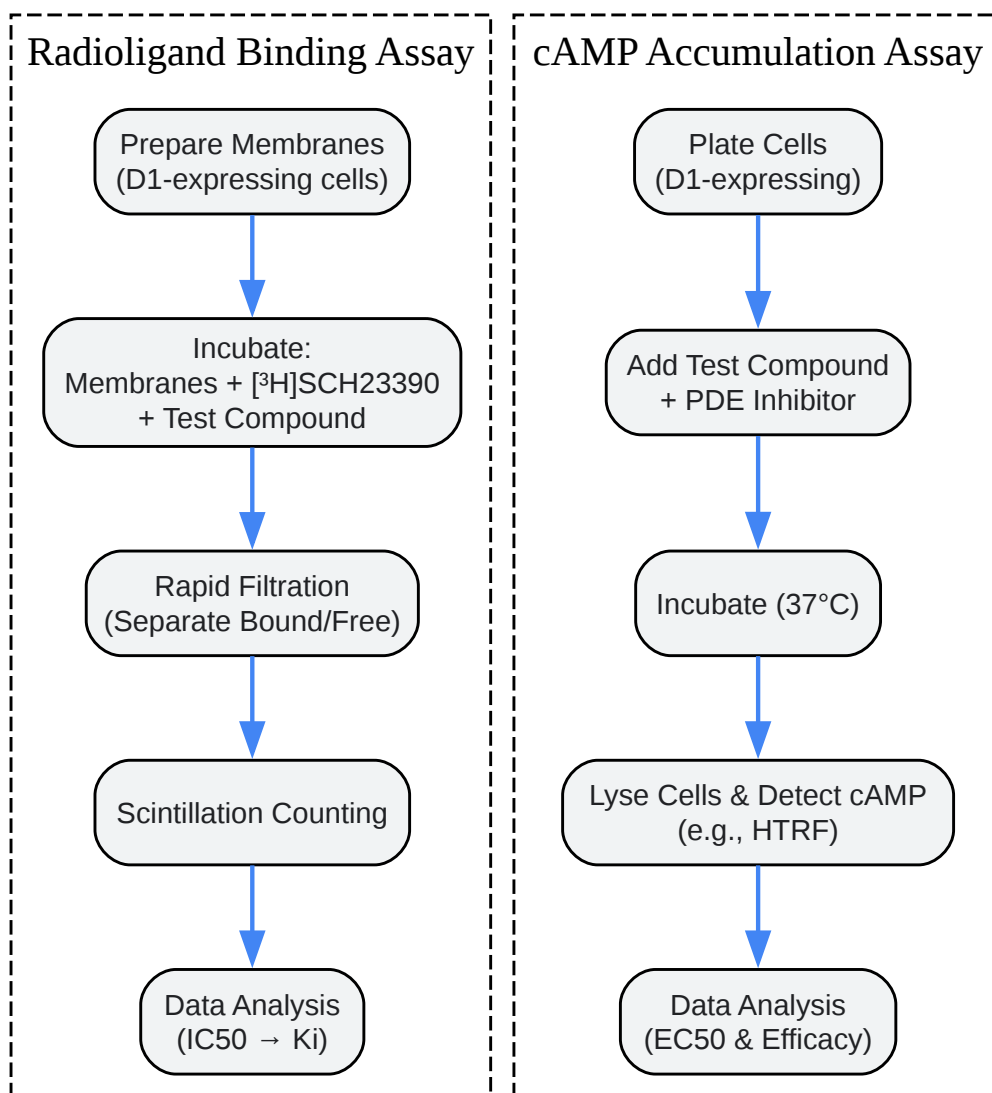 Radioligand Binding Assay
Prepare Membranes
(D1-expressing cells)
Incubate:
Membranes + [³H]SCH23390
+ Test Compound
Rapid Filtration
(Separate Bound/Free)
Scintillation Counting
Data Analysis
(IC50 → Ki)
cAMP Accumulation Assay
Plate Cells
(D1-expressing)
Add Test Compound
+ PDE Inhibitor
Incubate (37°C)
Lyse Cells & Detect cAMP
(e.g., HTRF)
Data Analysis
(EC50 & Efficacy)